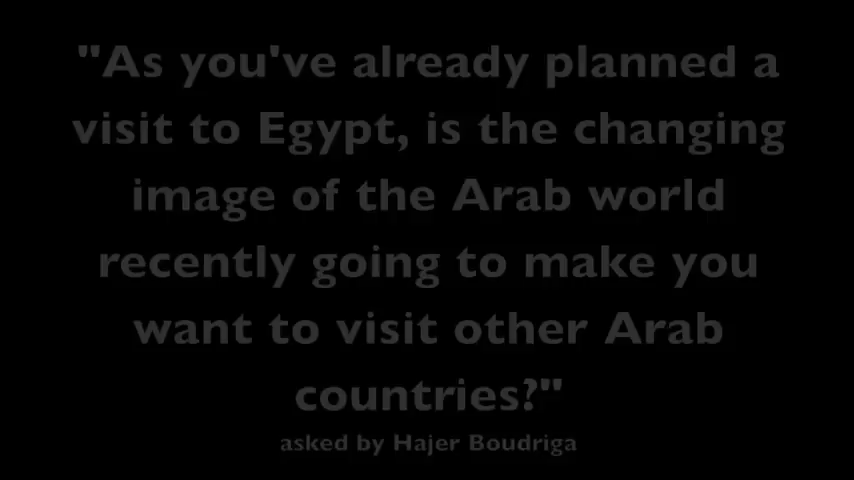 "As you've already planned a
visit to Egypt, is the changing
image of the Arab world
recently going to make you
want to visit other Arab
countries?"
asked by Hajer Boudriga